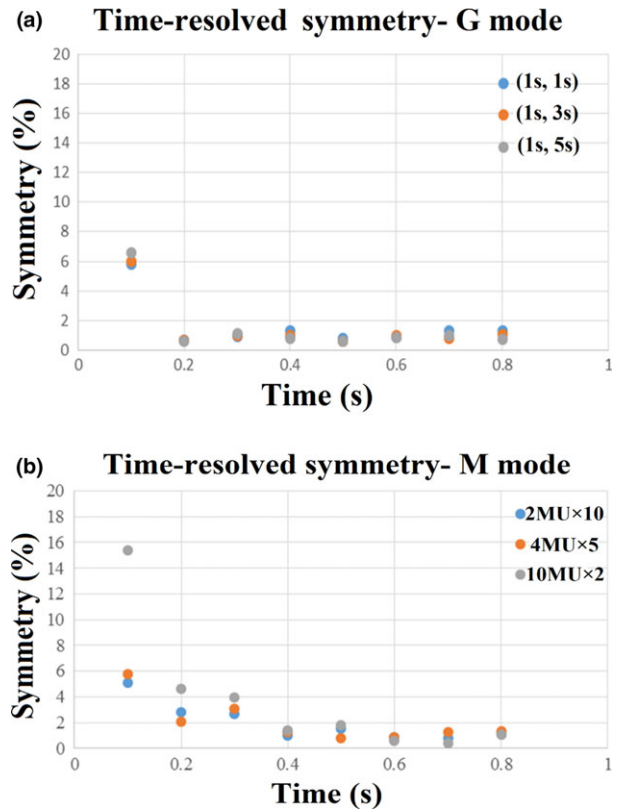 (a) Time-resolved symmetry- G mode
20
18
16
14
12
10
8
6
4
2
0
Symmetry (%)
(1s, 1s)
(1s, 3s)
(1s, 5s)
0 0.2 0.4 0.6 0.8 1
Time (s)
(b) Time-resolved symmetry- M mode
20
18
16
14
12
10
8
6
4
2
0
Symmetry (%)
2MU×10
4MU×5
10MU×2
0 0.2 0.4 0.6 0.8 1
Time (s)